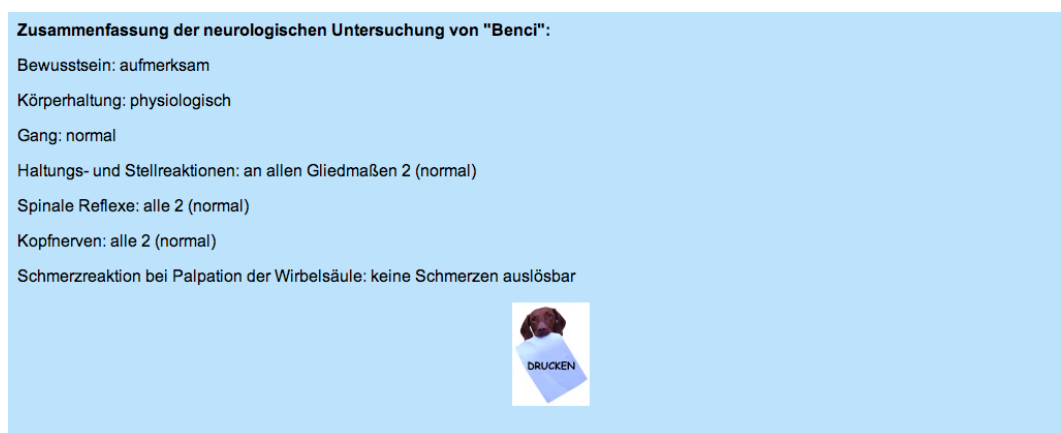 Zusammenfassung der neurologischen Untersuchung von "Benci":
Bewusstsein: aufmerksam
Körperhaltung: physiologisch
Gang: normal
Haltungs- und Stellreaktionen: an allen Gliedmaßen 2 (normal)
Spinale Reflexe: alle 2 (normal)
Kopfnerven: alle 2 (normal)
Schmerzreaktion bei Palpation der Wirbelsäule: keine Schmerzen auslösbar
DRUCKEN